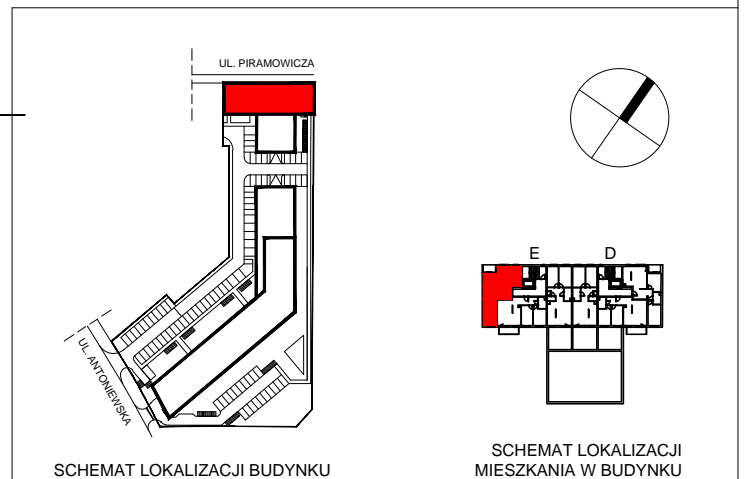 UL. PIRAMOWICZA
E
D
UL. ANTONIEWSKA
SCHEMAT LOKALIZACJI BUDYNKU
SCHEMAT LOKALIZACJI
MIESZKANIA W BUDYNKU